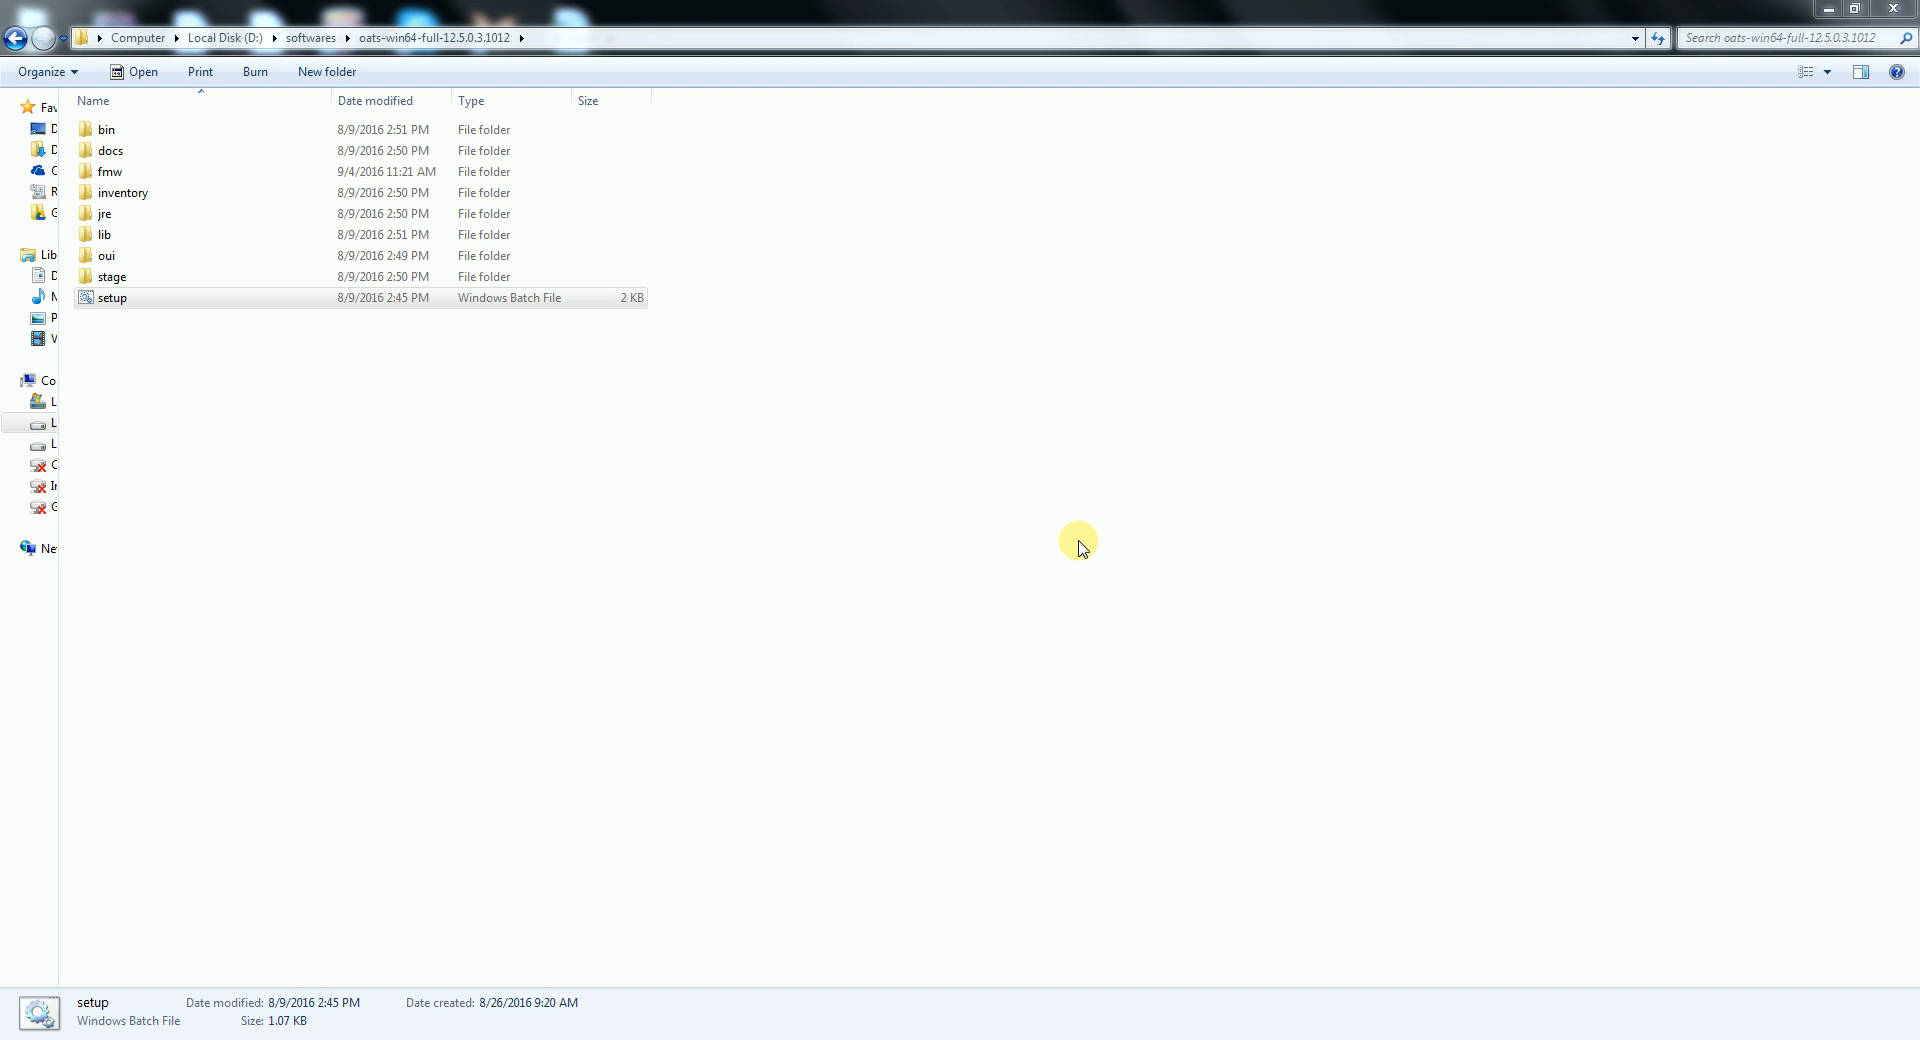 Computer Local Disk (D:) softwares oats-win64-full-12.5.0.3.1012
Search oats-win64-full-12.5.0.3.1012
Organize Open Print Burn New folder
Name Date modified Type Size
bin 8/9/2016 2:51 PM File folder
docs 8/9/2016 2:50 PM File folder
fmw 9/4/2016 11:21 AM File folder
inventory 8/9/2016 2:50 PM File folder
jre 8/9/2016 2:50 PM File folder
lib 8/9/2016 2:51 PM File folder
oui 8/9/2016 2:49 PM File folder
stage 8/9/2016 2:50 PM File folder
setup 8/9/2016 2:45 PM Windows Batch File 2 KB
Fav
Lib
Co
setup Date modified: 8/9/2016 2:45 PM Date created: 8/26/2016 9:20 AM
Windows Batch File Size: 1.07 KB